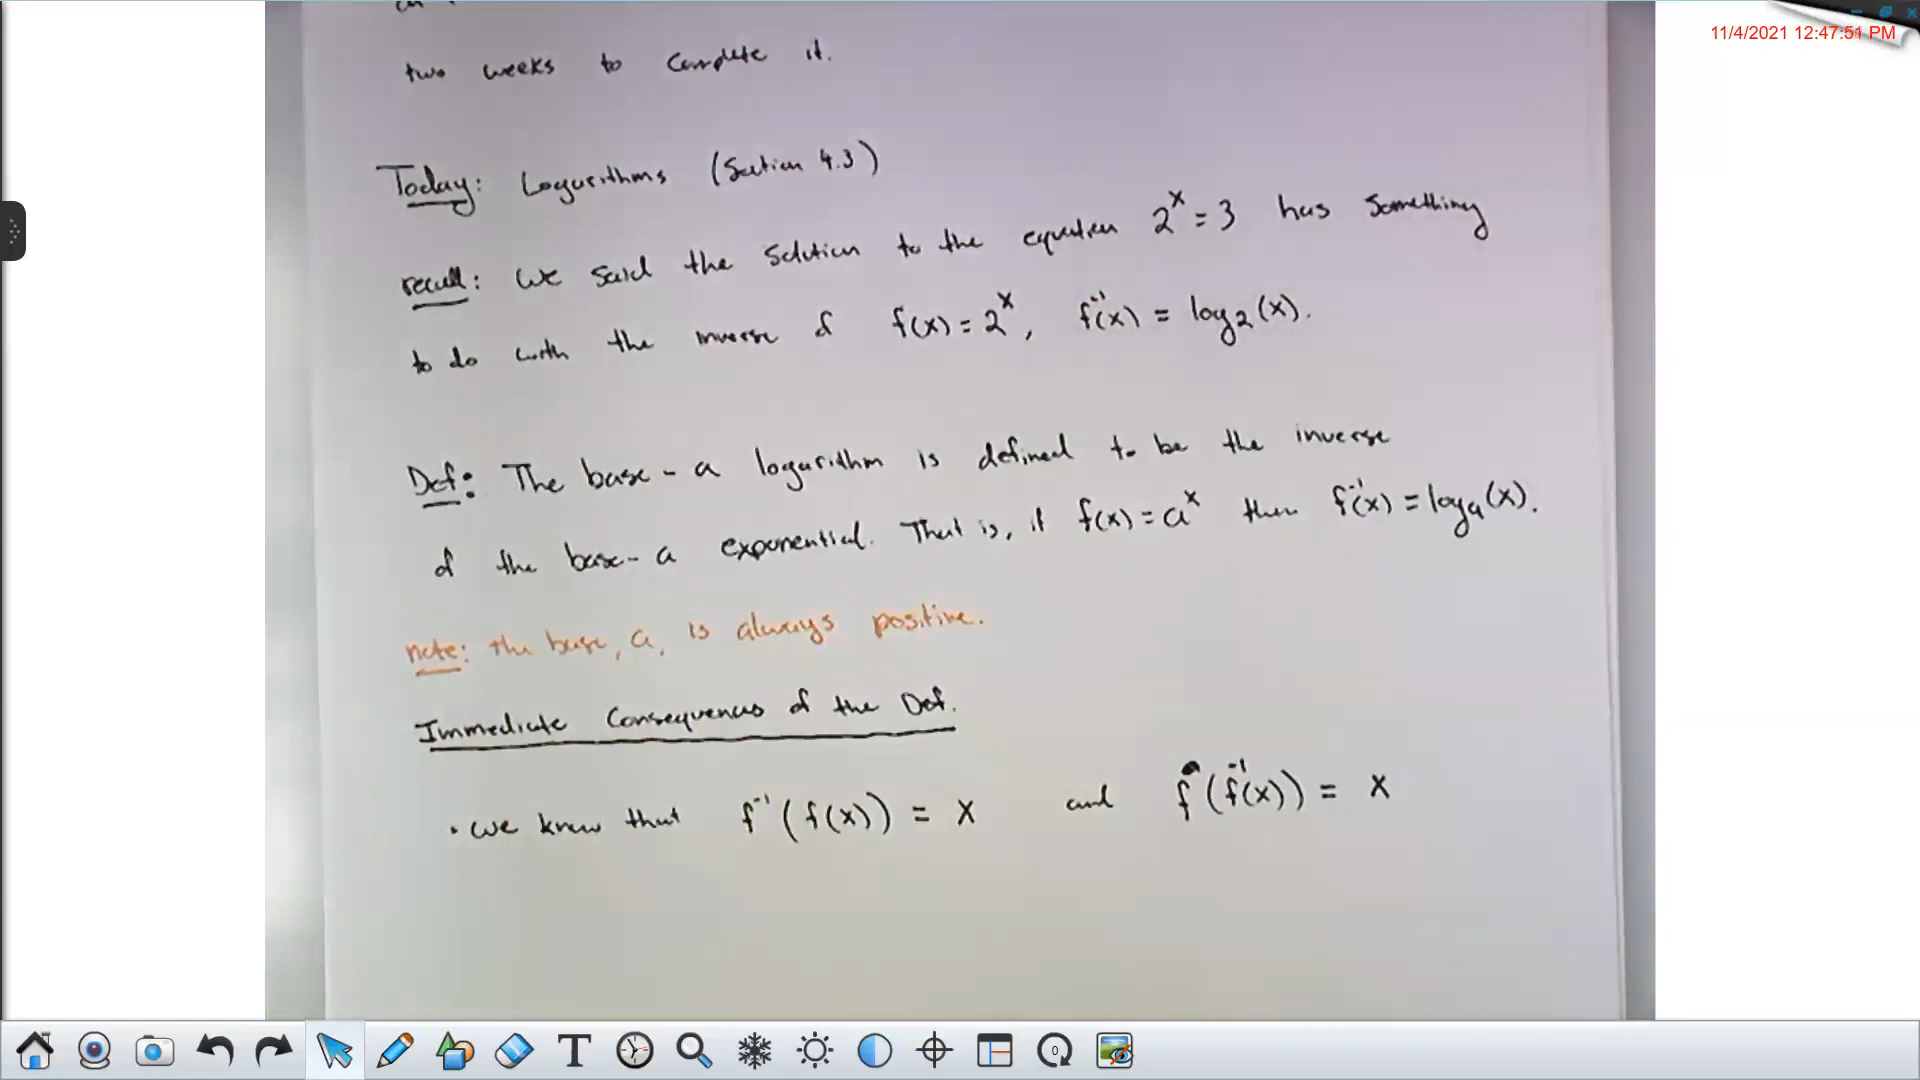 11/4/2021 12:47:51 PM
two weeks to complete it.
Today: Logarithms (Section 4.3)
recall: we said the solution to the equation 2^x = 3 has something
to do with the inverse of f(x) = 2^x, f^-1(x) = log_2(x).
Def: The base-a logarithm is defined to be the inverse
of the base-a exponential. That is, if f(x) = a^x then f^-1(x) = log_a(x).
note: the base, a, is always positive.
Immediate Consequences of the Def.
• we know that f^-1(f(x)) = x and f(f^-1(x)) = x
T
0